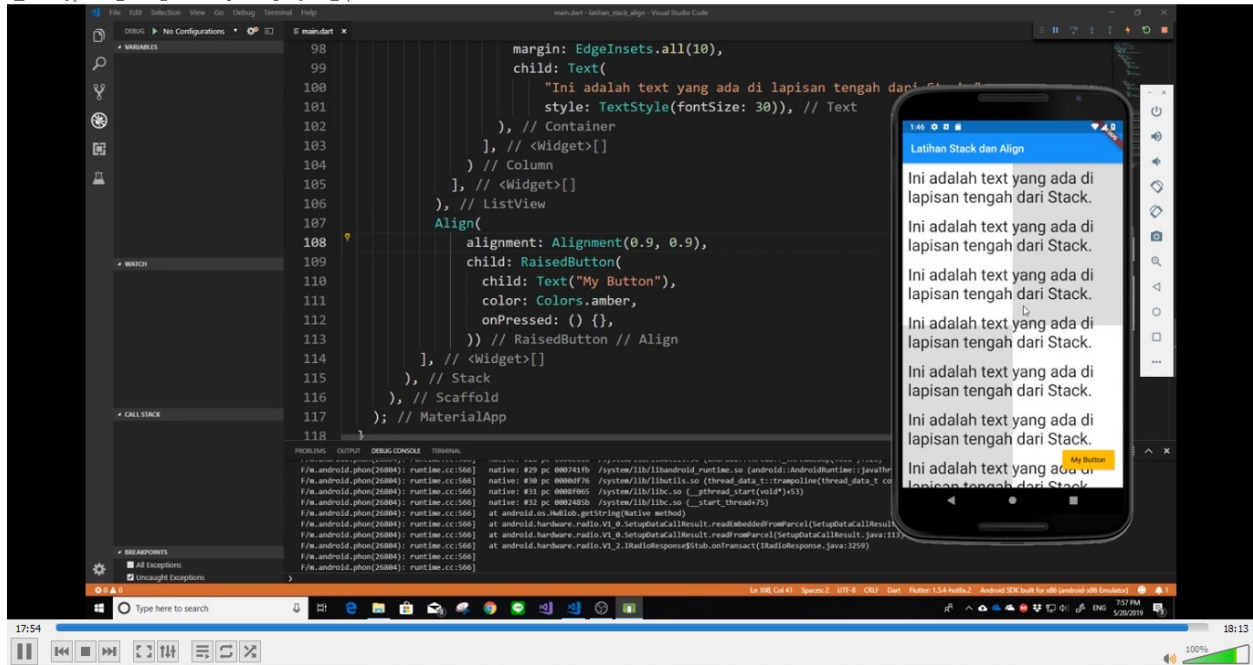 File Edit Selection View Go Debug Terminal Help
main.dart - latihan_stack_align - Visual Studio Code
DEBUG No Configurations
main.dart
VARIABLES
WATCH
CALL STACK
BREAKPOINTS
All Exceptions
Uncaught Exceptions
98 margin: EdgeInsets.all(10),
99 child: Text(
100 "Ini adalah text yang ada di lapisan tengah dari
101 style: TextStyle(fontSize: 30)), // Text
102 ), // Container
103 ], // <Widget>[]
104 ) // Column
105 ], // <Widget>[]
106 ), // ListView
107 Align(
108 alignment: Alignment(0.9, 0.9),
109 child: RaisedButton(
110 child: Text("My Button"),
111 color: Colors.amber,
112 onPressed: () {},
113 )) // RaisedButton // Align
114 ], // <Widget>[]
115 ), // Stack
116 ), // Scaffold
117 ); // MaterialApp
118 }
1:46
Latihan Stack dan Align
Ini adalah text yang ada di
lapisan tengah dari Stack.
Ini adalah text yang ada di
lapisan tengah dari Stack.
Ini adalah text yang ada di
lapisan tengah dari Stack.
Ini adalah text yang ada di
lapisan tengah dari Stack.
Ini adalah text yang ada di
lapisan tengah dari Stack.
Ini adalah text yang ada di
lapisan tengah dari Stack.
Ini adalah text yang ada di
lapisan tengah dari Stack.
My Button
PROBLEMS OUTPUT DEBUG CONSOLE TERMINAL
F/m.android.phon(26804): runtime.cc:566] native: #29 pc 000741fb /system/lib/libandroid_runtime.so (android::AndroidRuntime::javaThr
F/m.android.phon(26804): runtime.cc:566] native: #30 pc 0000df76 /system/lib/libutils.so (thread_data_t::trampoline(thread_data_t co
F/m.android.phon(26804): runtime.cc:566] native: #31 pc 0008f065 /system/lib/libc.so (__pthread_start(void*)+53)
F/m.android.phon(26804): runtime.cc:566] native: #32 pc 0002485b /system/lib/libc.so (__start_thread+75)
F/m.android.phon(26804): runtime.cc:566] at android.os.HwBlob.getString(Native method)
F/m.android.phon(26804): runtime.cc:566] at android.hardware.radio.V1_0.SetupDataCallResult.readEmbeddedFromParcel(SetupDataCallResult
F/m.android.phon(26804): runtime.cc:566] at android.hardware.radio.V1_0.SetupDataCallResult.readFromParcel(SetupDataCallResult.java:113)
F/m.android.phon(26804): runtime.cc:566] at android.hardware.radio.V1_2.IRadioResponse$Stub.onTransact(IRadioResponse.java:3259)
F/m.android.phon(26804): runtime.cc:566]
0 0 Ln 108, Col 41 Spaces: 2 UTF-8 CRLF Dart Flutter: 1.5.4-hotfix.2 Android SDK built for x86 (android-x86 Emulator) 1
Type here to search
ENG 7:57 PM
5/20/2019
17:54 18:13
100%